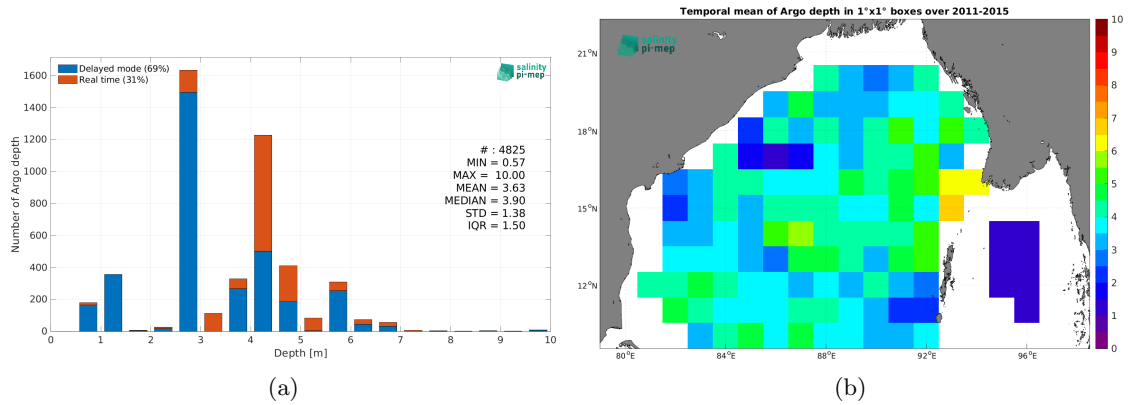 Delayed mode (69%)
Real time (31%)
salinity
pi-mep
1600
1400
1200
1000
800
600
400
200
0
Number of Argo depth
# : 4825
MIN = 0.57
MAX = 10.00
MEAN = 3.63
MEDIAN = 3.90
STD = 1.38
IQR = 1.50
0 1 2 3 4 5 6 7 8 9 10
Depth [m]
(a)
Temporal mean of Argo depth in 1°x1° boxes over 2011-2015
salinity
pi-mep
21°N
18°N
15°N
12°N
80°E 84°E 88°E 92°E 96°E
10
9
8
7
6
5
4
3
2
1
0
(b)